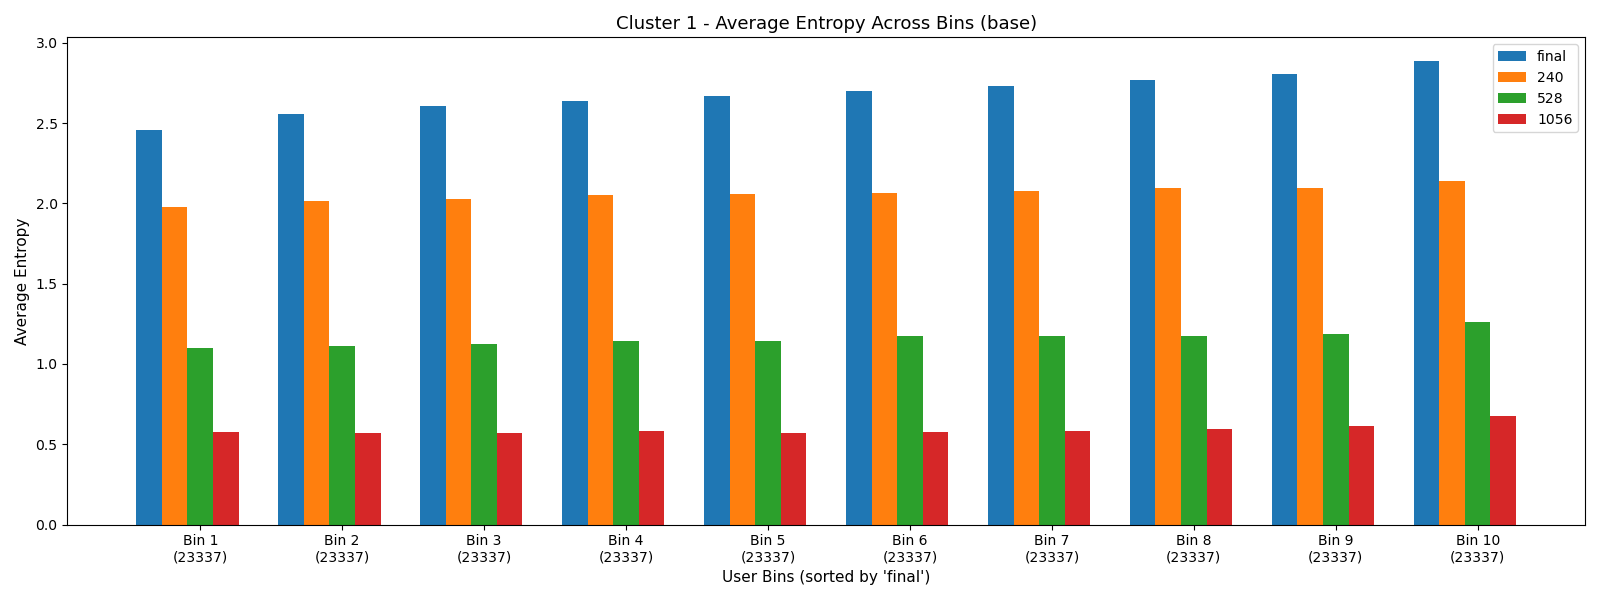 Cluster 1 - Average Entropy Across Bins (base)
final
240
528
1056
Average Entropy
3.0
2.5
2.0
1.5
1.0
0.5
0.0
Bin 1 Bin 2 Bin 3 Bin 4 Bin 5 Bin 6 Bin 7 Bin 8 Bin 9 Bin 10
(23337) (23337) (23337) (23337) (23337) (23337) (23337) (23337) (23337) (23337)
User Bins (sorted by 'final')